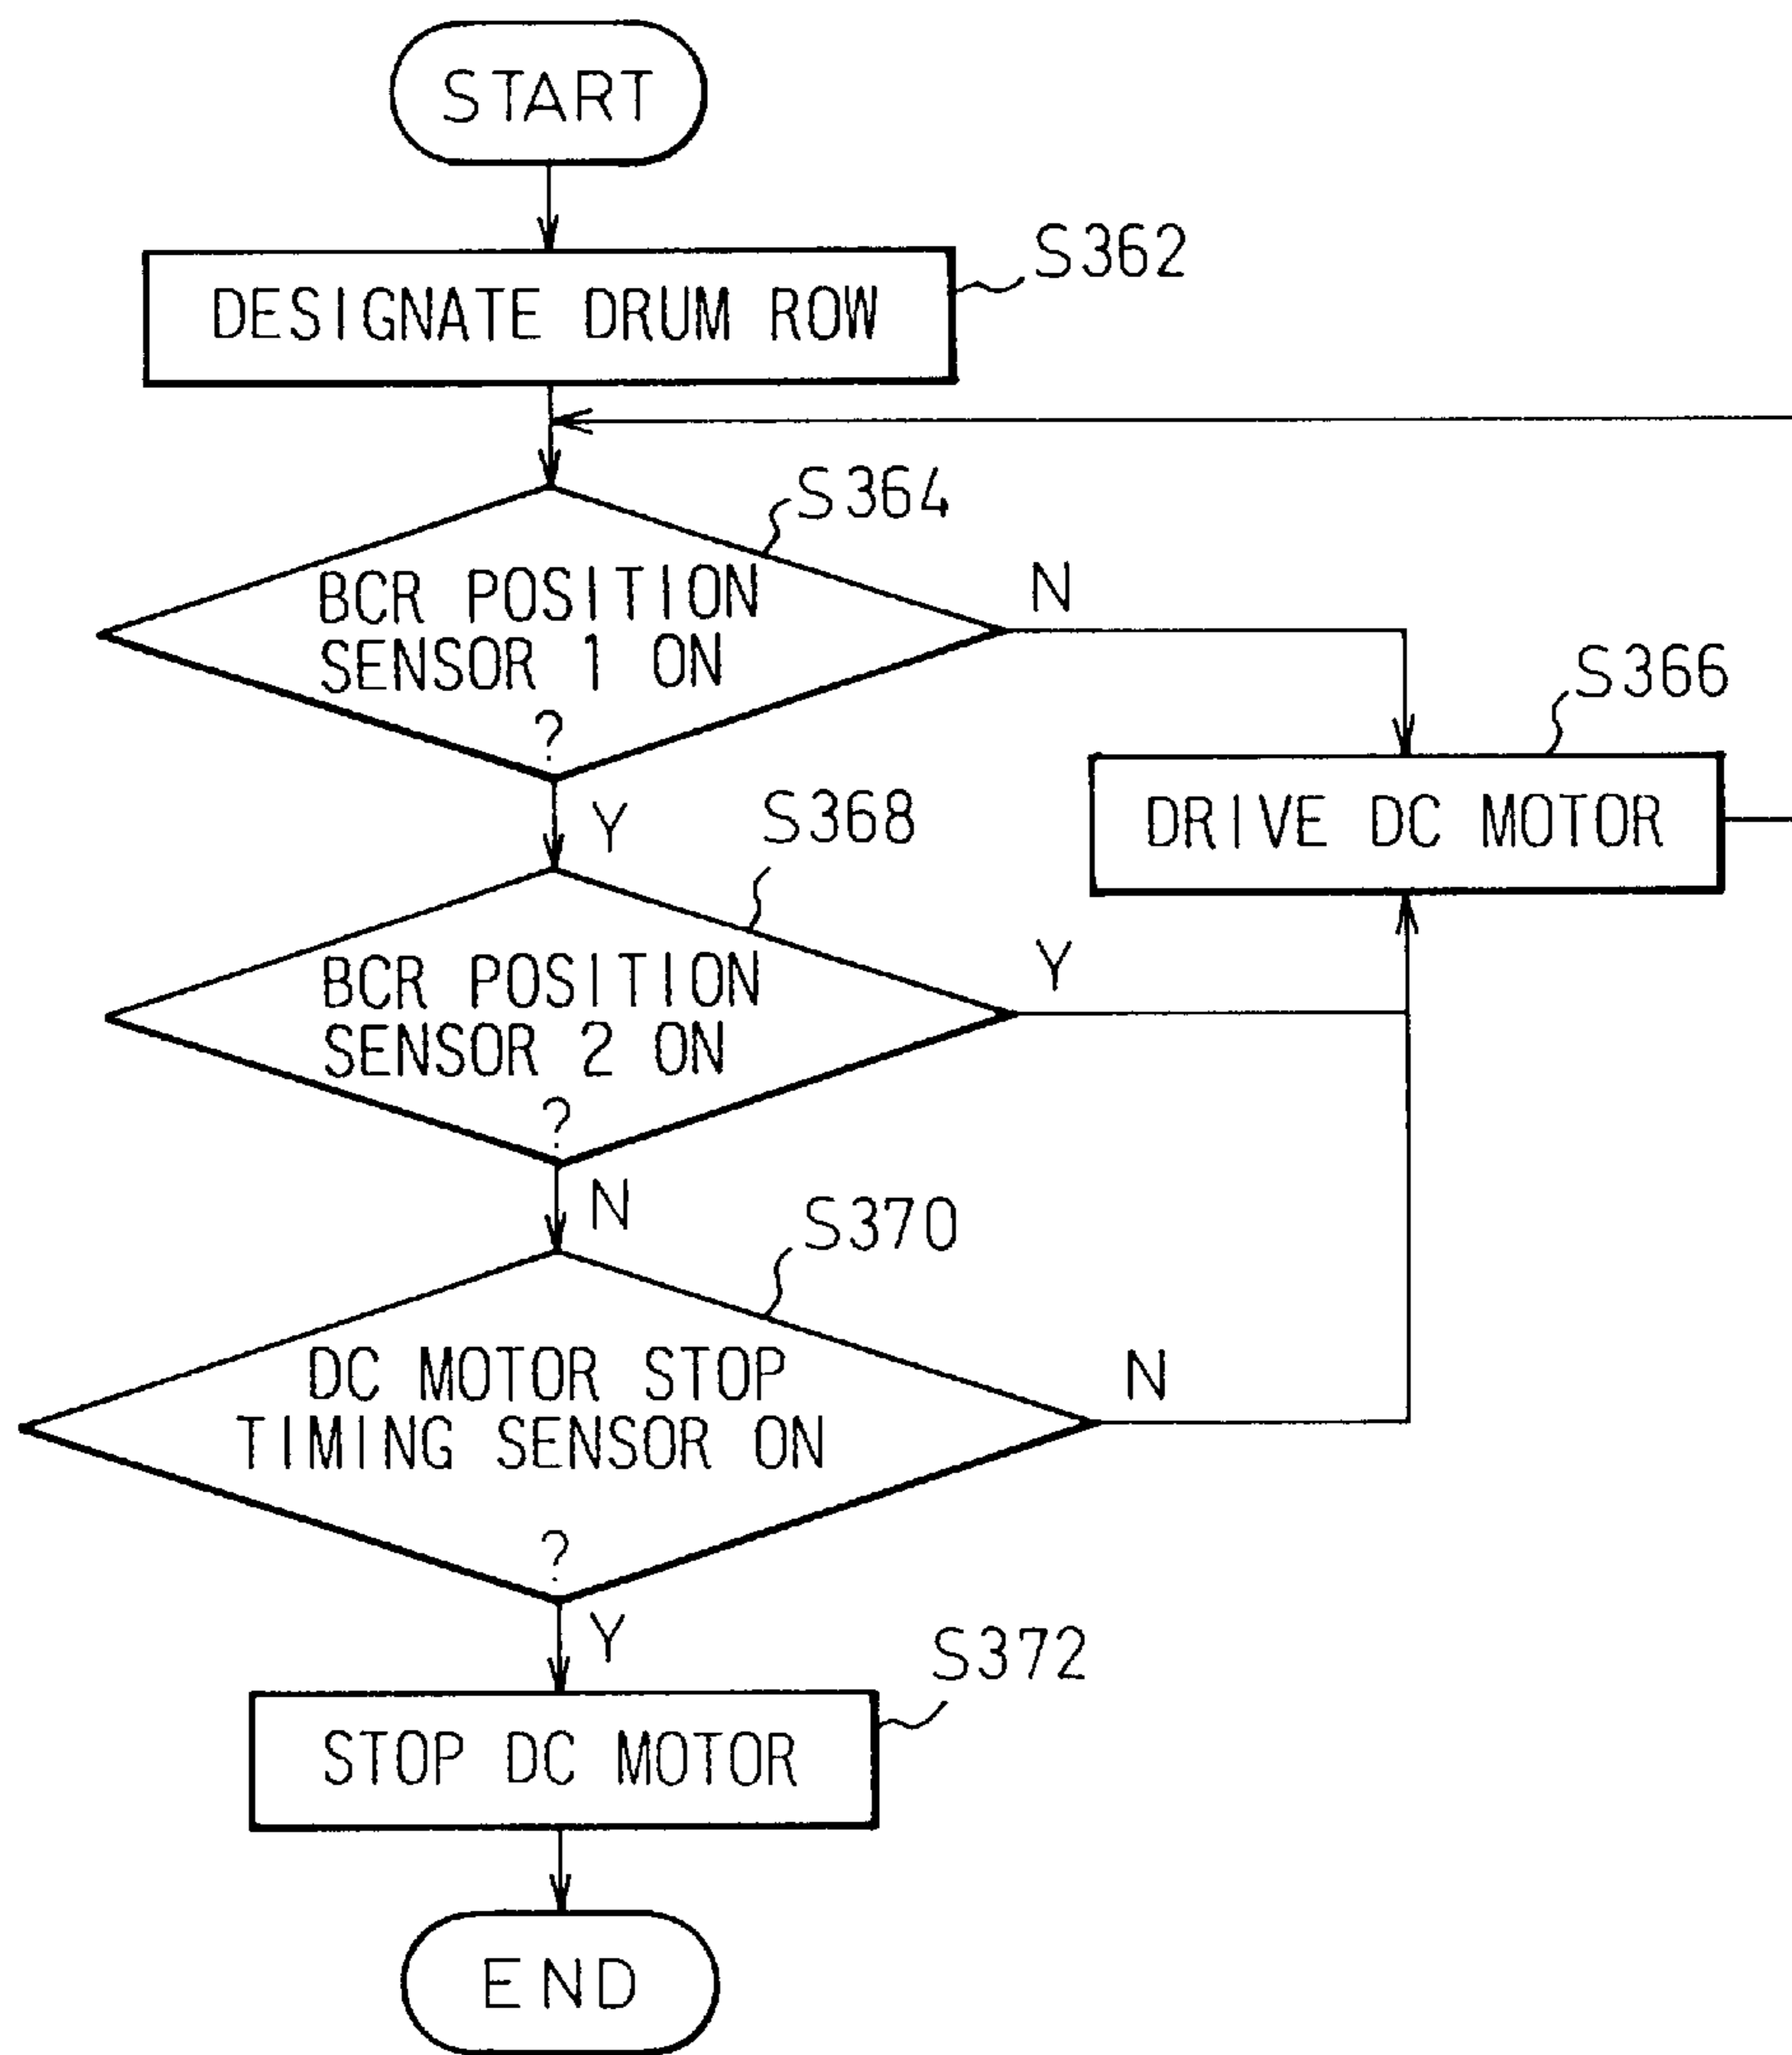 START
S362
DESIGNATE DRUM ROW
S364
BCR POSITION
SENSOR 1 ON
?
N
S366
DRIVE DC MOTOR
Y
S368
BCR POSITION
SENSOR 2 ON
?
Y
N
S370
DC MOTOR STOP
TIMING SENSOR ON
?
N
Y
S372
STOP DC MOTOR
END